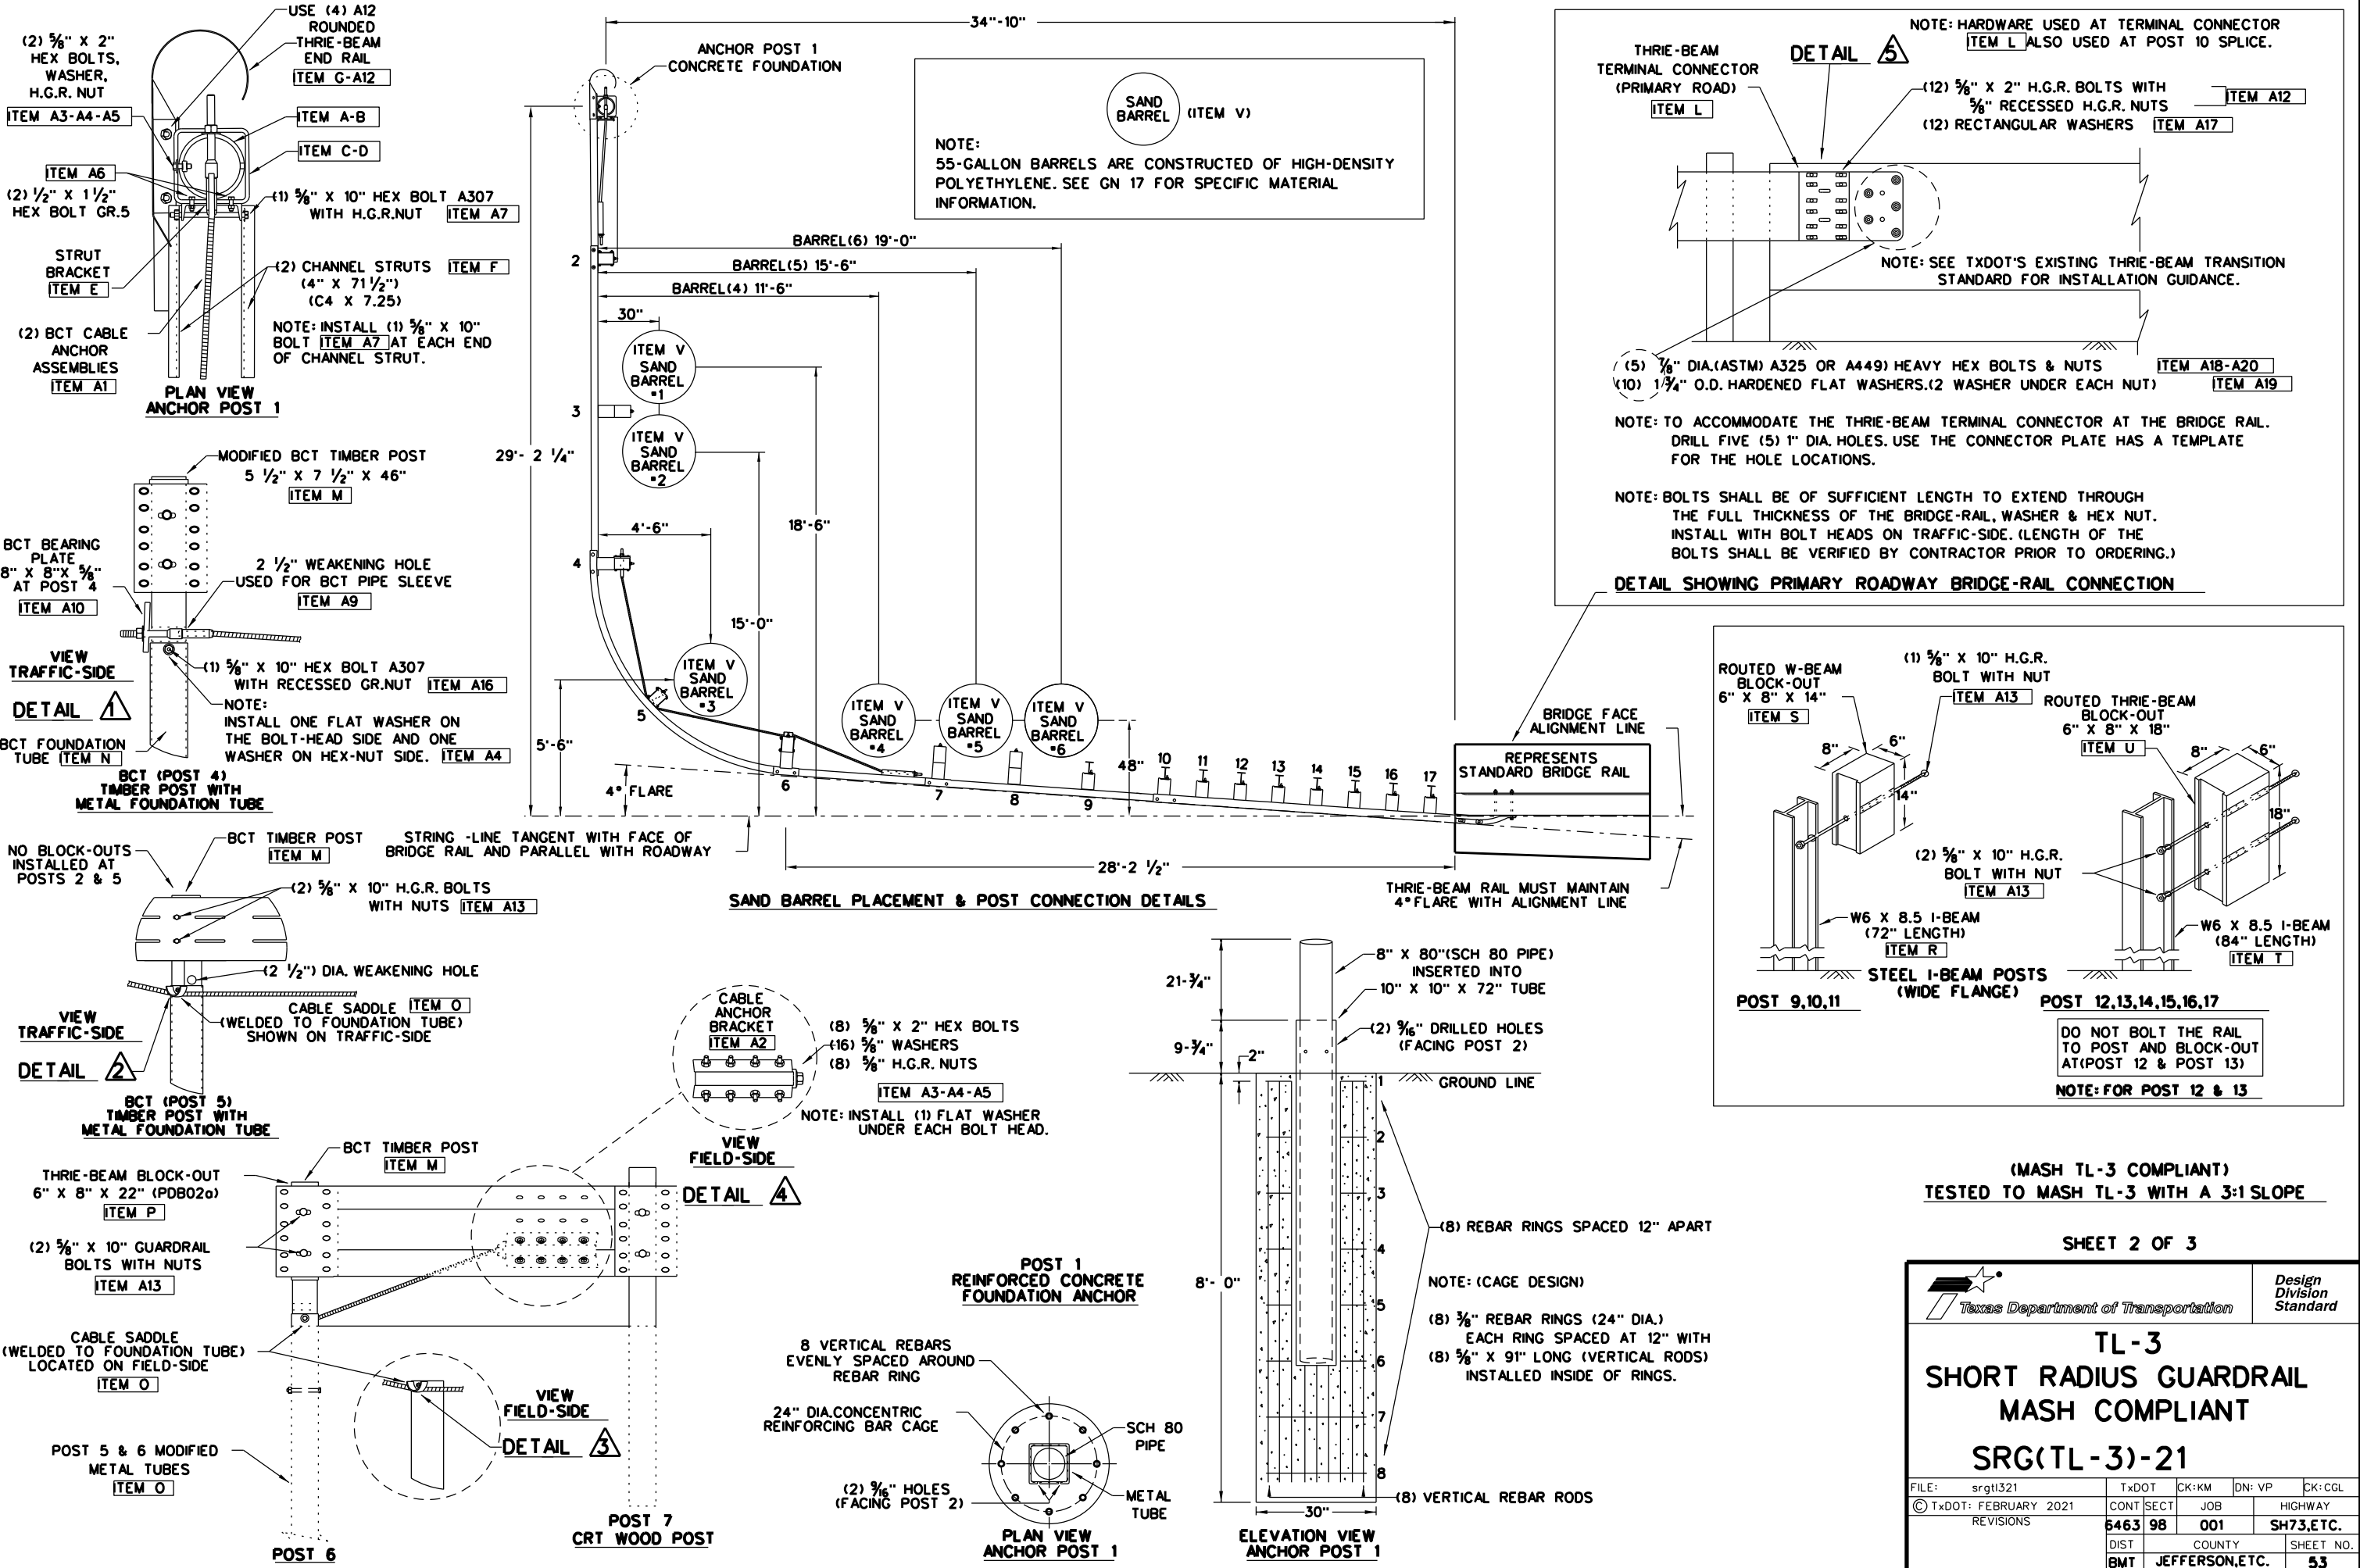 USE (4) A12
ROUNDED
THRIE-BEAM
END RAIL
ITEM G-A12
(2) ⅝" X 2"
HEX BOLTS,
WASHER,
H.G.R. NUT
ITEM A3-A4-A5
ITEM A-B
ITEM C-D
ITEM A6
(2) ½" X 1 ½"
HEX BOLT GR.5
(1) ⅝" X 10" HEX BOLT A307
WITH H.G.R.NUT ITEM A7
STRUT
BRACKET
ITEM E
(2) CHANNEL STRUTS ITEM F
(4" X 71 ½")
(C4 X 7.25)
(2) BCT CABLE
ANCHOR
ASSEMBLIES
ITEM A1
NOTE: INSTALL (1) ⅝" X 10"
BOLT ITEM A7 AT EACH END
OF CHANNEL STRUT.
PLAN VIEW
ANCHOR POST 1
MODIFIED BCT TIMBER POST
5 ½" X 7 ½" X 46"
ITEM M
BCT BEARING
PLATE
8" X 8"X ⅝"
AT POST 4
ITEM A10
2 ½" WEAKENING HOLE
USED FOR BCT PIPE SLEEVE
ITEM A9
VIEW
TRAFFIC-SIDE
(1) ⅝" X 10" HEX BOLT A307
WITH RECESSED GR.NUT ITEM A16
DETAIL 1
NOTE:
INSTALL ONE FLAT WASHER ON
THE BOLT-HEAD SIDE AND ONE
WASHER ON HEX-NUT SIDE. ITEM A4
BCT FOUNDATION
TUBE ITEM N
BCT (POST 4)
TIMBER POST WITH
METAL FOUNDATION TUBE
NO BLOCK-OUTS
INSTALLED AT
POSTS 2 & 5
BCT TIMBER POST
ITEM M
(2) ⅝" X 10" H.G.R. BOLTS
WITH NUTS ITEM A13
(2 ½") DIA. WEAKENING HOLE
CABLE SADDLE ITEM O
(WELDED TO FOUNDATION TUBE)
SHOWN ON TRAFFIC-SIDE
VIEW
TRAFFIC-SIDE
DETAIL 2
BCT (POST 5)
TIMBER POST WITH
METAL FOUNDATION TUBE
BCT TIMBER POST
ITEM M
THRIE-BEAM BLOCK-OUT
6" X 8" X 22" (PDB02a)
ITEM P
(2) ⅝" X 10" GUARDRAIL
BOLTS WITH NUTS
ITEM A13
CABLE SADDLE
(WELDED TO FOUNDATION TUBE)
LOCATED ON FIELD-SIDE
ITEM O
POST 5 & 6 MODIFIED
METAL TUBES
ITEM O
VIEW
FIELD-SIDE
DETAIL 3
POST 6
POST 7
CRT WOOD POST
CABLE
ANCHOR
BRACKET
ITEM A2
(8) ⅝" X 2" HEX BOLTS
(16) ⅝" WASHERS
(8) ⅝" H.G.R. NUTS
ITEM A3-A4-A5
NOTE: INSTALL (1) FLAT WASHER
UNDER EACH BOLT HEAD.
VIEW
FIELD-SIDE
DETAIL 4
34"-10"
ANCHOR POST 1
CONCRETE FOUNDATION
SAND
BARREL
(ITEM V)
NOTE:
55-GALLON BARRELS ARE CONSTRUCTED OF HIGH-DENSITY
POLYETHYLENE. SEE GN 17 FOR SPECIFIC MATERIAL
INFORMATION.
BARREL(6) 19'-0"
2
BARREL(5) 15'-6"
BARREL(4) 11'-6"
30"
ITEM V
SAND
BARREL
#1
3
ITEM V
SAND
BARREL
#2
29'- 2 ¼"
18'-6"
4'-6"
4
15'-0"
ITEM V
SAND
BARREL
#3
5
ITEM V
SAND
BARREL
#4
ITEM V
SAND
BARREL
#5
ITEM V
SAND
BARREL
#6
5'-6"
48"
4° FLARE
6
7
8
9
10
11
12
13
14
15
16
17
BRIDGE FACE
ALIGNMENT LINE
REPRESENTS
STANDARD BRIDGE RAIL
STRING -LINE TANGENT WITH FACE OF
BRIDGE RAIL AND PARALLEL WITH ROADWAY
28'-2 ½"
THRIE-BEAM RAIL MUST MAINTAIN
4° FLARE WITH ALIGNMENT LINE
SAND BARREL PLACEMENT & POST CONNECTION DETAILS
21-¾"
9-¾"
2"
8'- 0"
8" X 80"(SCH 80 PIPE)
INSERTED INTO
10" X 10" X 72" TUBE
(2) 9/16" DRILLED HOLES
(FACING POST 2)
GROUND LINE
1
2
3
4
5
6
7
8
(8) REBAR RINGS SPACED 12" APART
NOTE: (CAGE DESIGN)
(8) ⅜" REBAR RINGS (24" DIA.)
EACH RING SPACED AT 12" WITH
(8) ⅝" X 91" LONG (VERTICAL RODS)
INSTALLED INSIDE OF RINGS.
(8) VERTICAL REBAR RODS
30"
ELEVATION VIEW
ANCHOR POST 1
POST 1
REINFORCED CONCRETE
FOUNDATION ANCHOR
8 VERTICAL REBARS
EVENLY SPACED AROUND
REBAR RING
24" DIA.CONCENTRIC
REINFORCING BAR CAGE
SCH 80
PIPE
(2) 9/16" HOLES
(FACING POST 2)
METAL
TUBE
PLAN VIEW
ANCHOR POST 1
NOTE: HARDWARE USED AT TERMINAL CONNECTOR
ITEM L ALSO USED AT POST 10 SPLICE.
THRIE-BEAM
TERMINAL CONNECTOR
(PRIMARY ROAD)
ITEM L
DETAIL 5
(12) ⅝" X 2" H.G.R. BOLTS WITH
⅝" RECESSED H.G.R. NUTS
ITEM A12
(12) RECTANGULAR WASHERS ITEM A17
NOTE: SEE TXDOT'S EXISTING THRIE-BEAM TRANSITION
STANDARD FOR INSTALLATION GUIDANCE.
(5) ⅞" DIA.(ASTM) A325 OR A449) HEAVY HEX BOLTS & NUTS ITEM A18-A20
(10) 1 ¾" O.D. HARDENED FLAT WASHERS.(2 WASHER UNDER EACH NUT) ITEM A19
NOTE: TO ACCOMMODATE THE THRIE-BEAM TERMINAL CONNECTOR AT THE BRIDGE RAIL.
DRILL FIVE (5) 1" DIA. HOLES. USE THE CONNECTOR PLATE HAS A TEMPLATE
FOR THE HOLE LOCATIONS.
NOTE: BOLTS SHALL BE OF SUFFICIENT LENGTH TO EXTEND THROUGH
THE FULL THICKNESS OF THE BRIDGE-RAIL, WASHER & HEX NUT.
INSTALL WITH BOLT HEADS ON TRAFFIC-SIDE. (LENGTH OF THE
BOLTS SHALL BE VERIFIED BY CONTRACTOR PRIOR TO ORDERING.)
DETAIL SHOWING PRIMARY ROADWAY BRIDGE-RAIL CONNECTION
ROUTED W-BEAM
BLOCK-OUT
6" X 8" X 14"
ITEM S
(1) ⅝" X 10" H.G.R.
BOLT WITH NUT
ITEM A13
8"
6"
14"
ROUTED THRIE-BEAM
BLOCK-OUT
6" X 8" X 18"
ITEM U
8"
6"
18"
(2) ⅝" X 10" H.G.R.
BOLT WITH NUT
ITEM A13
W6 X 8.5 I-BEAM
(72" LENGTH)
ITEM R
W6 X 8.5 I-BEAM
(84" LENGTH)
ITEM T
STEEL I-BEAM POSTS
(WIDE FLANGE)
POST 9,10,11
POST 12,13,14,15,16,17
DO NOT BOLT THE RAIL
TO POST AND BLOCK-OUT
AT(POST 12 & POST 13)
NOTE: FOR POST 12 & 13
(MASH TL-3 COMPLIANT)
TESTED TO MASH TL-3 WITH A 3:1 SLOPE
SHEET 2 OF 3
Texas Department of Transportation
Design
Division
Standard
TL-3
SHORT RADIUS GUARDRAIL
MASH COMPLIANT
SRG(TL-3)-21
FILE: srgtl321 TxDOT CK:KM DN: VP CK:CGL
© TxDOT: FEBRUARY 2021 CONT SECT JOB HIGHWAY
REVISIONS 6463 98 001 SH73,ETC.
DIST COUNTY SHEET NO.
BMT JEFFERSON,ETC. 53